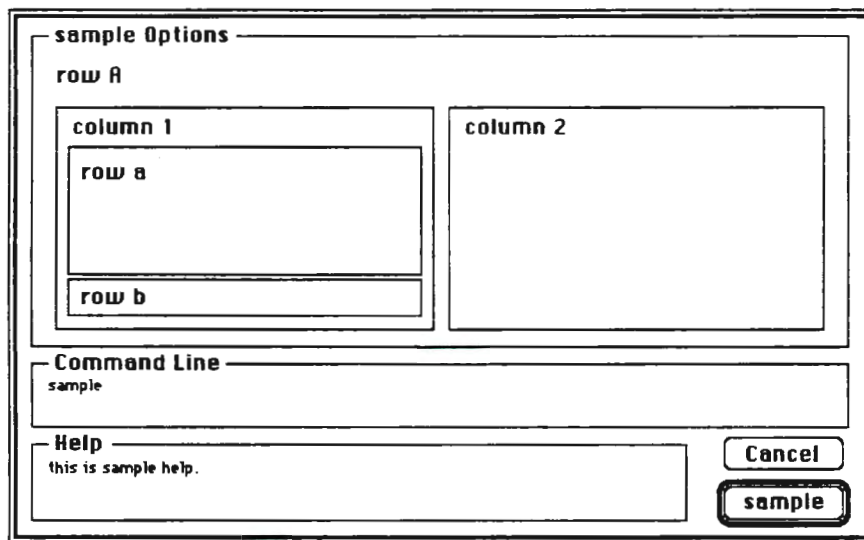 sample Options
row A
column 1
column 2
row a
row b
Command Line
sample
Help
this is sample help.
Cancel
sample